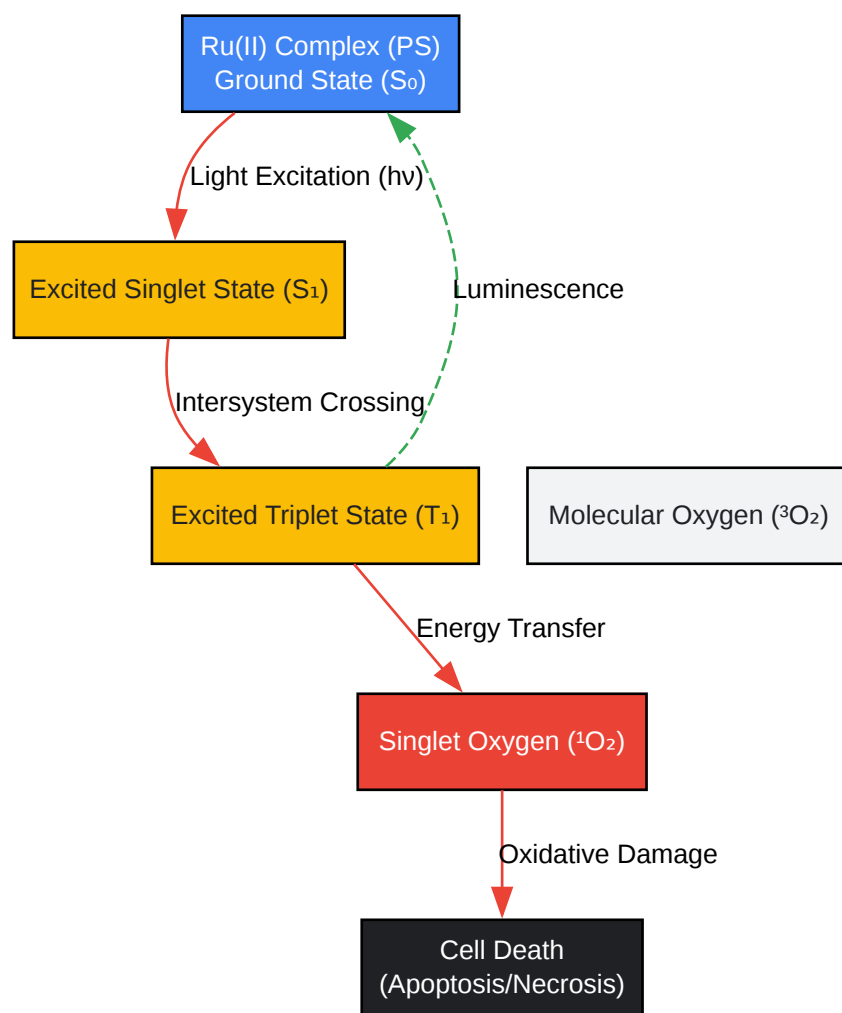 Ru(II) Complex (PS)
Ground State (S₀)
Light Excitation (hν)
Excited Singlet State (S₁)
Luminescence
Intersystem Crossing
Excited Triplet State (T₁)
Molecular Oxygen (³O₂)
Energy Transfer
Singlet Oxygen (¹O₂)
Oxidative Damage
Cell Death
(Apoptosis/Necrosis)